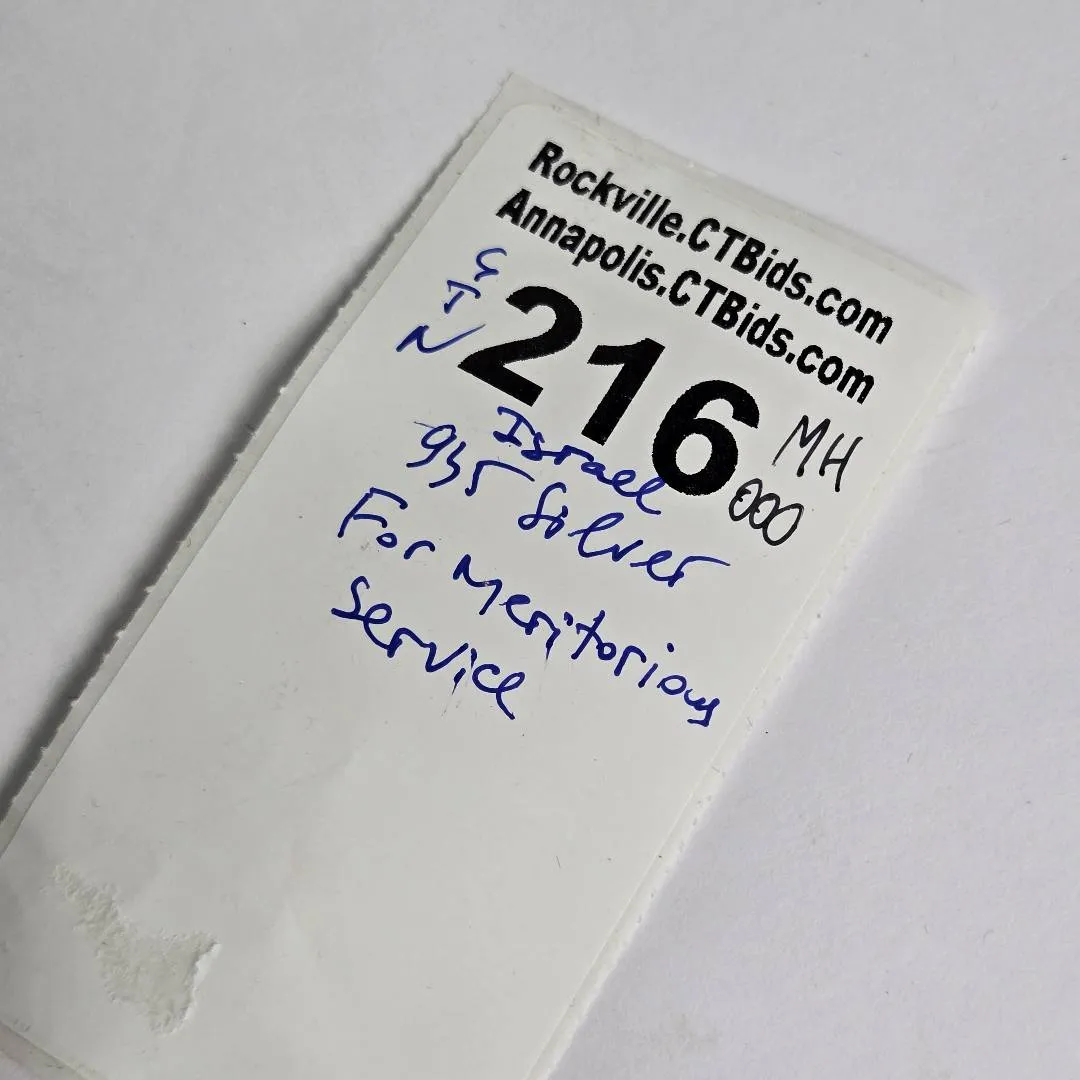 Rockville.CTBids.com
Annapolis.CTBids.com
216
MH
000
Israel
935 Silver
For Meritorious
Service